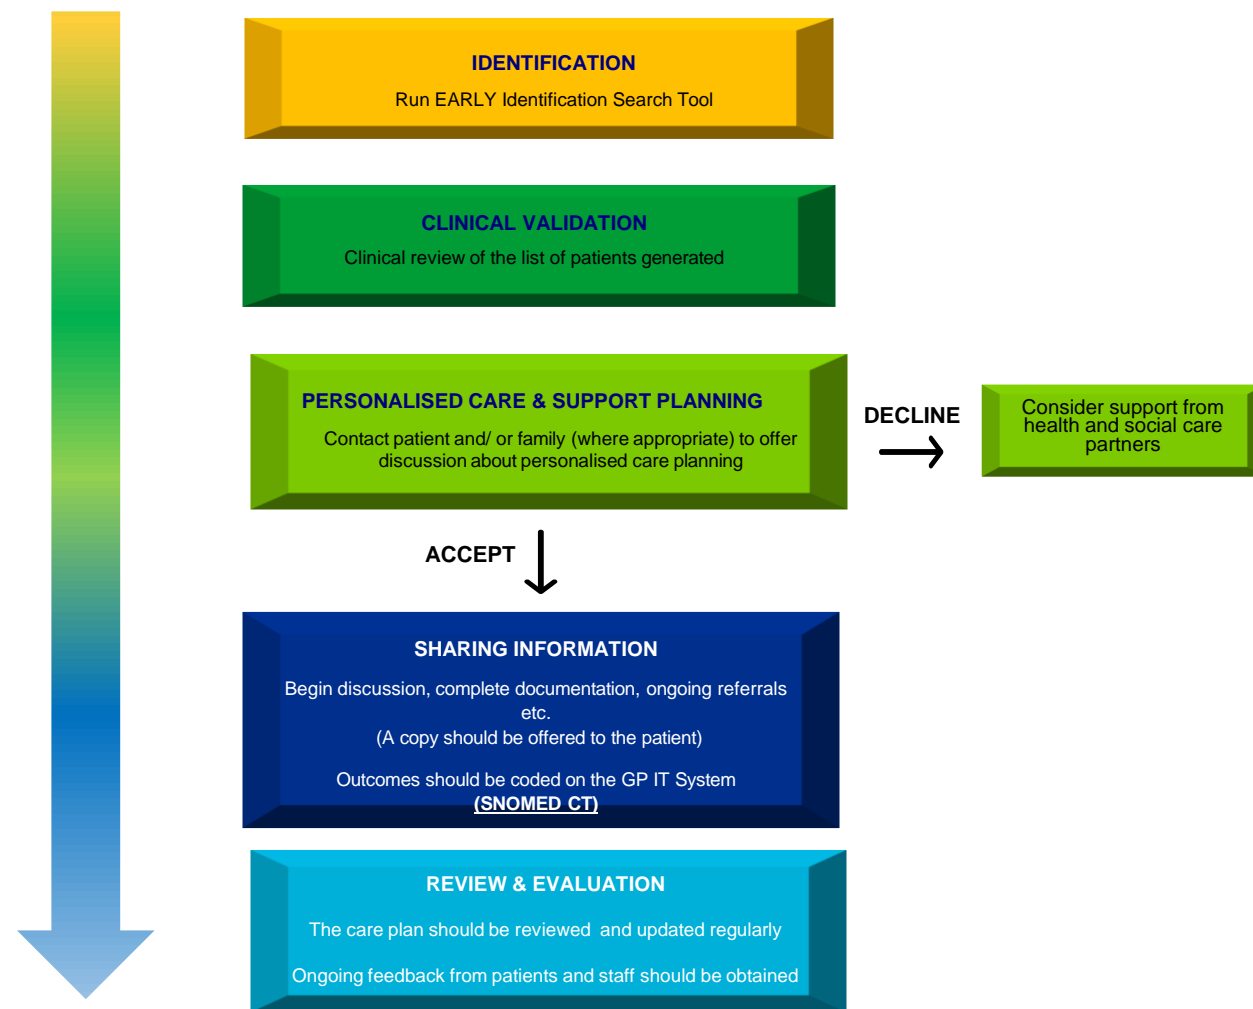 IDENTIFICATION
Run EARLY Identification Search Tool
CLINICAL VALIDATION
Clinical review of the list of patients generated
PERSONALISED CARE & SUPPORT PLANNING
Contact patient and/ or family (where appropriate) to offer
discussion about personalised care planning
DECLINE
Consider support from
health and social care
partners
ACCEPT
SHARING INFORMATION
Begin discussion, complete documentation, ongoing referrals
etc.
(A copy should be offered to the patient)
Outcomes should be coded on the GP IT System
(SNOMED CT)
REVIEW & EVALUATION
The care plan should be reviewed and updated regularly
Ongoing feedback from patients and staff should be obtained